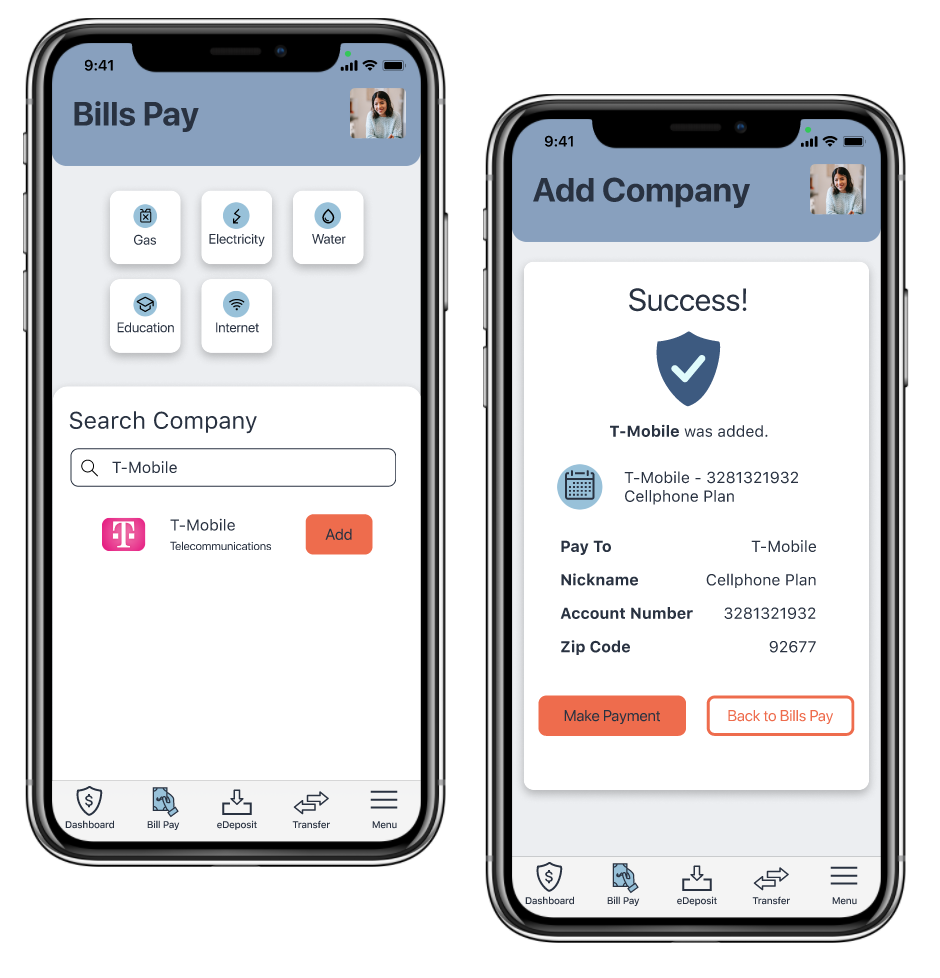 9:41
Bills Pay
Gas
Electricity
Water
Education
Internet
Search Company
T-Mobile
T
T-Mobile
Telecommunications
Add
Dashboard
Bill Pay
eDeposit
Transfer
Menu
9:41
Add Company
Success!
T-Mobile was added.
T-Mobile - 3281321932
Cellphone Plan
Pay To T-Mobile
Nickname Cellphone Plan
Account Number 3281321932
Zip Code 92677
Make Payment
Back to Bills Pay
Dashboard
Bill Pay
eDeposit
Transfer
Menu